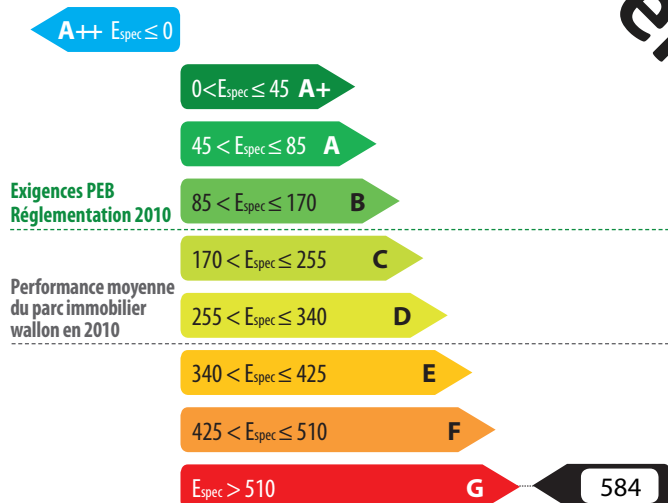 A++ Espec ≤ 0
0<Espec ≤ 45 A+
45 < Espec ≤ 85 A
Exigences PEB
Réglementation 2010
85 < Espec ≤ 170 B
170 < Espec ≤ 255 C
Performance moyenne
du parc immobilier
wallon en 2010
255 < Espec ≤ 340 D
340 < Espec ≤ 425 E
425 < Espec ≤ 510 F
Espec > 510 G
584